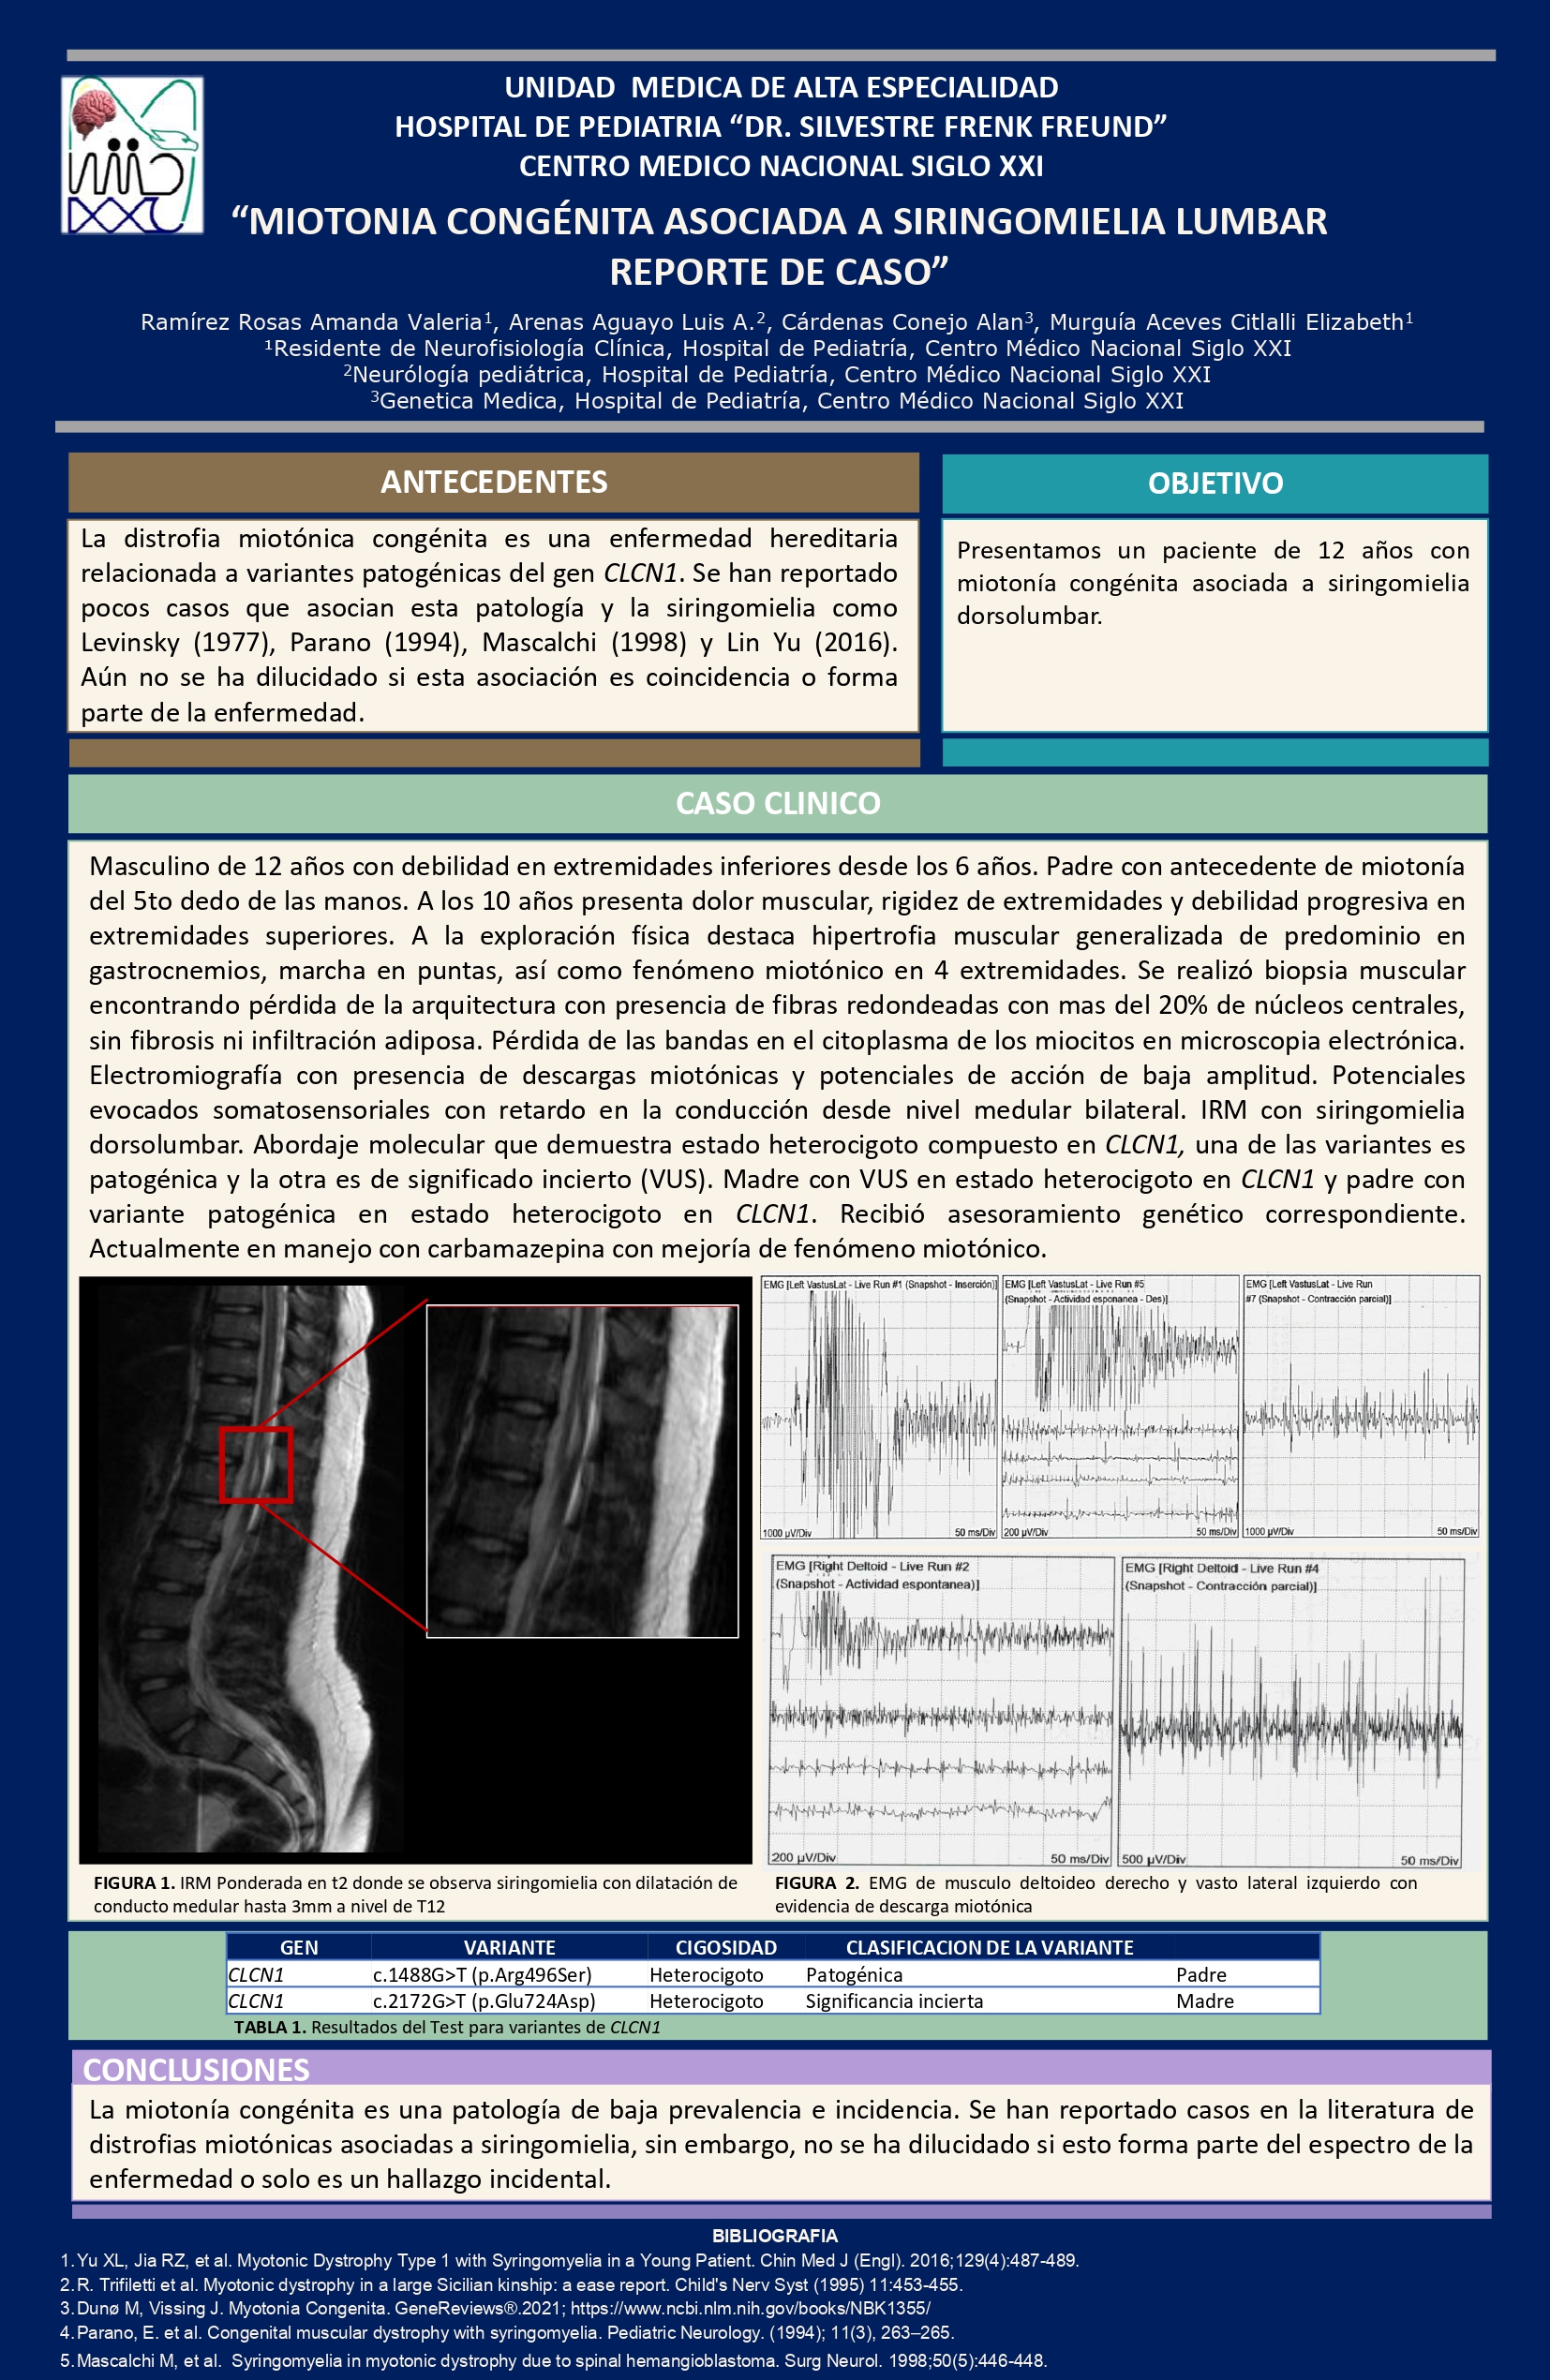 UNIDAD MEDICA DE ALTA ESPECIALIDAD
HOSPITAL DE PEDIATRIA “DR. SILVESTRE FRENK FREUND”
CENTRO MEDICO NACIONAL SIGLO XXI
“MIOTONIA CONGÉNITA ASOCIADA A SIRINGOMIELIA LUMBAR
REPORTE DE CASO”
Ramírez Rosas Amanda Valeria¹, Arenas Aguayo Luis A.², Cárdenas Conejo Alan³, Murguía Aceves Citlalli Elizabeth¹
¹Residente de Neurofisiología Clínica, Hospital de Pediatría, Centro Médico Nacional Siglo XXI
²Neurólogía pediátrica, Hospital de Pediatría, Centro Médico Nacional Siglo XXI
³Genetica Medica, Hospital de Pediatría, Centro Médico Nacional Siglo XXI
ANTECEDENTES
La distrofia miotónica congénita es una enfermedad hereditaria
relacionada a variantes patogénicas del gen CLCN1. Se han reportado
pocos casos que asocian esta patología y la siringomielia como
Levinsky (1977), Parano (1994), Mascalchi (1998) y Lin Yu (2016).
Aún no se ha dilucidado si esta asociación es coincidencia o forma
parte de la enfermedad.
OBJETIVO
Presentamos un paciente de 12 años con
miotonía congénita asociada a siringomielia
dorsolumbar.
CASO CLINICO
Masculino de 12 años con debilidad en extremidades inferiores desde los 6 años. Padre con antecedente de miotonía
del 5to dedo de las manos. A los 10 años presenta dolor muscular, rigidez de extremidades y debilidad progresiva en
extremidades superiores. A la exploración física destaca hipertrofia muscular generalizada de predominio en
gastrocnemios, marcha en puntas, así como fenómeno miotónico en 4 extremidades. Se realizó biopsia muscular
encontrando pérdida de la arquitectura con presencia de fibras redondeadas con mas del 20% de núcleos centrales,
sin fibrosis ni infiltración adiposa. Pérdida de las bandas en el citoplasma de los miocitos en microscopia electrónica.
Electromiografía con presencia de descargas miotónicas y potenciales de acción de baja amplitud. Potenciales
evocados somatosensoriales con retardo en la conducción desde nivel medular bilateral. IRM con siringomielia
dorsolumbar. Abordaje molecular que demuestra estado heterocigoto compuesto en CLCN1, una de las variantes es
patogénica y la otra es de significado incierto (VUS). Madre con VUS en estado heterocigoto en CLCN1 y padre con
variante patogénica en estado heterocigoto en CLCN1. Recibió asesoramiento genético correspondiente.
Actualmente en manejo con carbamazepina con mejoría de fenómeno miotónico.
EMG [Left VastusLat - Live Run #1 (Snapshot - Inserción)]
1000 µV/Div 50 ms/Div
EMG [Left VastusLat - Live Run #5
(Snapshot - Actividad esponanea - Des)]
200 µV/Div 50 ms/Div
EMG [Left VastusLat - Live Run
#7 (Snapshot - Contracción parcial)]
1000 µV/Div 50 ms/Div
EMG [Right Deltoid - Live Run #2
(Snapshot - Actividad espontanea)]
200 µV/Div 50 ms/Div
EMG [Right Deltoid - Live Run #4
(Snapshot - Contracción parcial)]
500 µV/Div 50 ms/Div
FIGURA 1. IRM Ponderada en t2 donde se observa siringomielia con dilatación de
conducto medular hasta 3mm a nivel de T12
FIGURA 2. EMG de musculo deltoideo derecho y vasto lateral izquierdo con
evidencia de descarga miotónica
GEN VARIANTE CIGOSIDAD CLASIFICACION DE LA VARIANTE
CLCN1 c.1488G>T (p.Arg496Ser) Heterocigoto Patogénica Padre
CLCN1 c.2172G>T (p.Glu724Asp) Heterocigoto Significancia incierta Madre
TABLA 1. Resultados del Test para variantes de CLCN1
CONCLUSIONES
La miotonía congénita es una patología de baja prevalencia e incidencia. Se han reportado casos en la literatura de
distrofias miotónicas asociadas a siringomielia, sin embargo, no se ha dilucidado si esto forma parte del espectro de la
enfermedad o solo es un hallazgo incidental.
BIBLIOGRAFIA
1. Yu XL, Jia RZ, et al. Myotonic Dystrophy Type 1 with Syringomyelia in a Young Patient. Chin Med J (Engl). 2016;129(4):487-489.
2. R. Trifiletti et al. Myotonic dystrophy in a large Sicilian kinship: a ease report. Child's Nerv Syst (1995) 11:453-455.
3. Dunø M, Vissing J. Myotonia Congenita. GeneReviews®.2021; https://www.ncbi.nlm.nih.gov/books/NBK1355/
4. Parano, E. et al. Congenital muscular dystrophy with syringomyelia. Pediatric Neurology. (1994); 11(3), 263–265.
5. Mascalchi M, et al. Syringomyelia in myotonic dystrophy due to spinal hemangioblastoma. Surg Neurol. 1998;50(5):446-448.